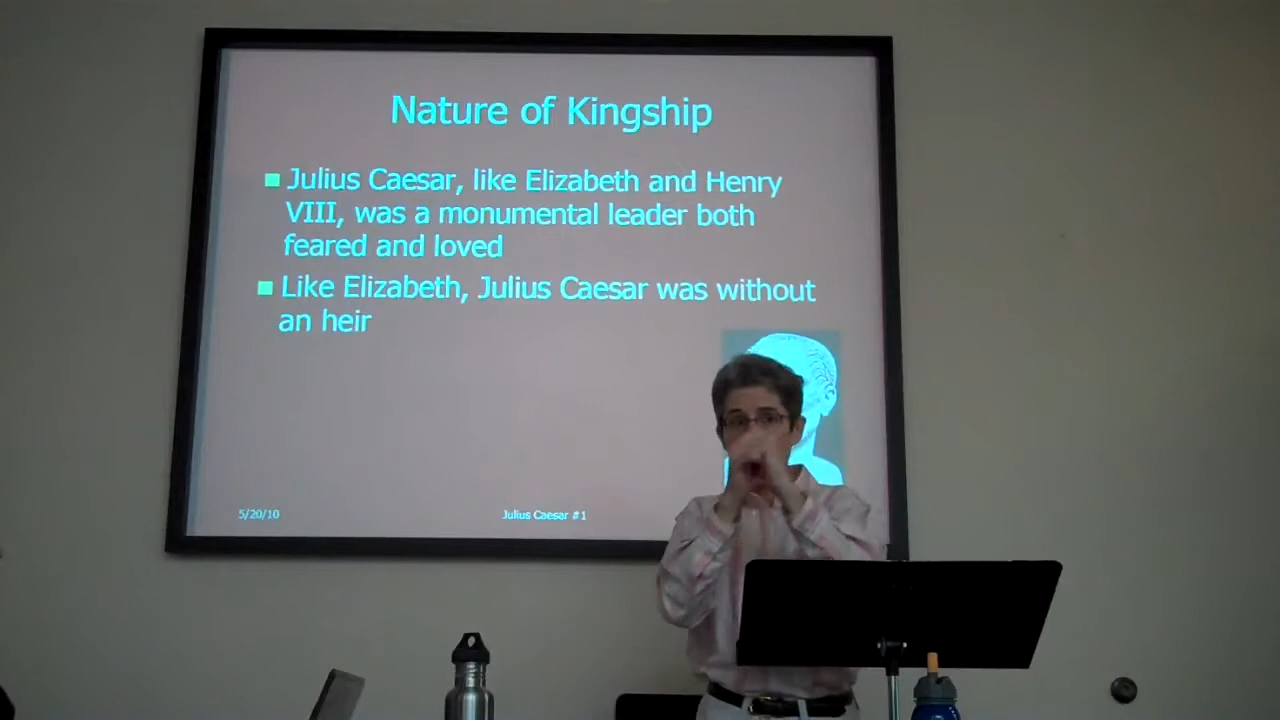 Nature of Kingship
Julius Caesar, like Elizabeth and Henry
VIII, was a monumental leader both
feared and loved
Like Elizabeth, Julius Caesar was without
an heir
5/20/10
Julius Caesar #1